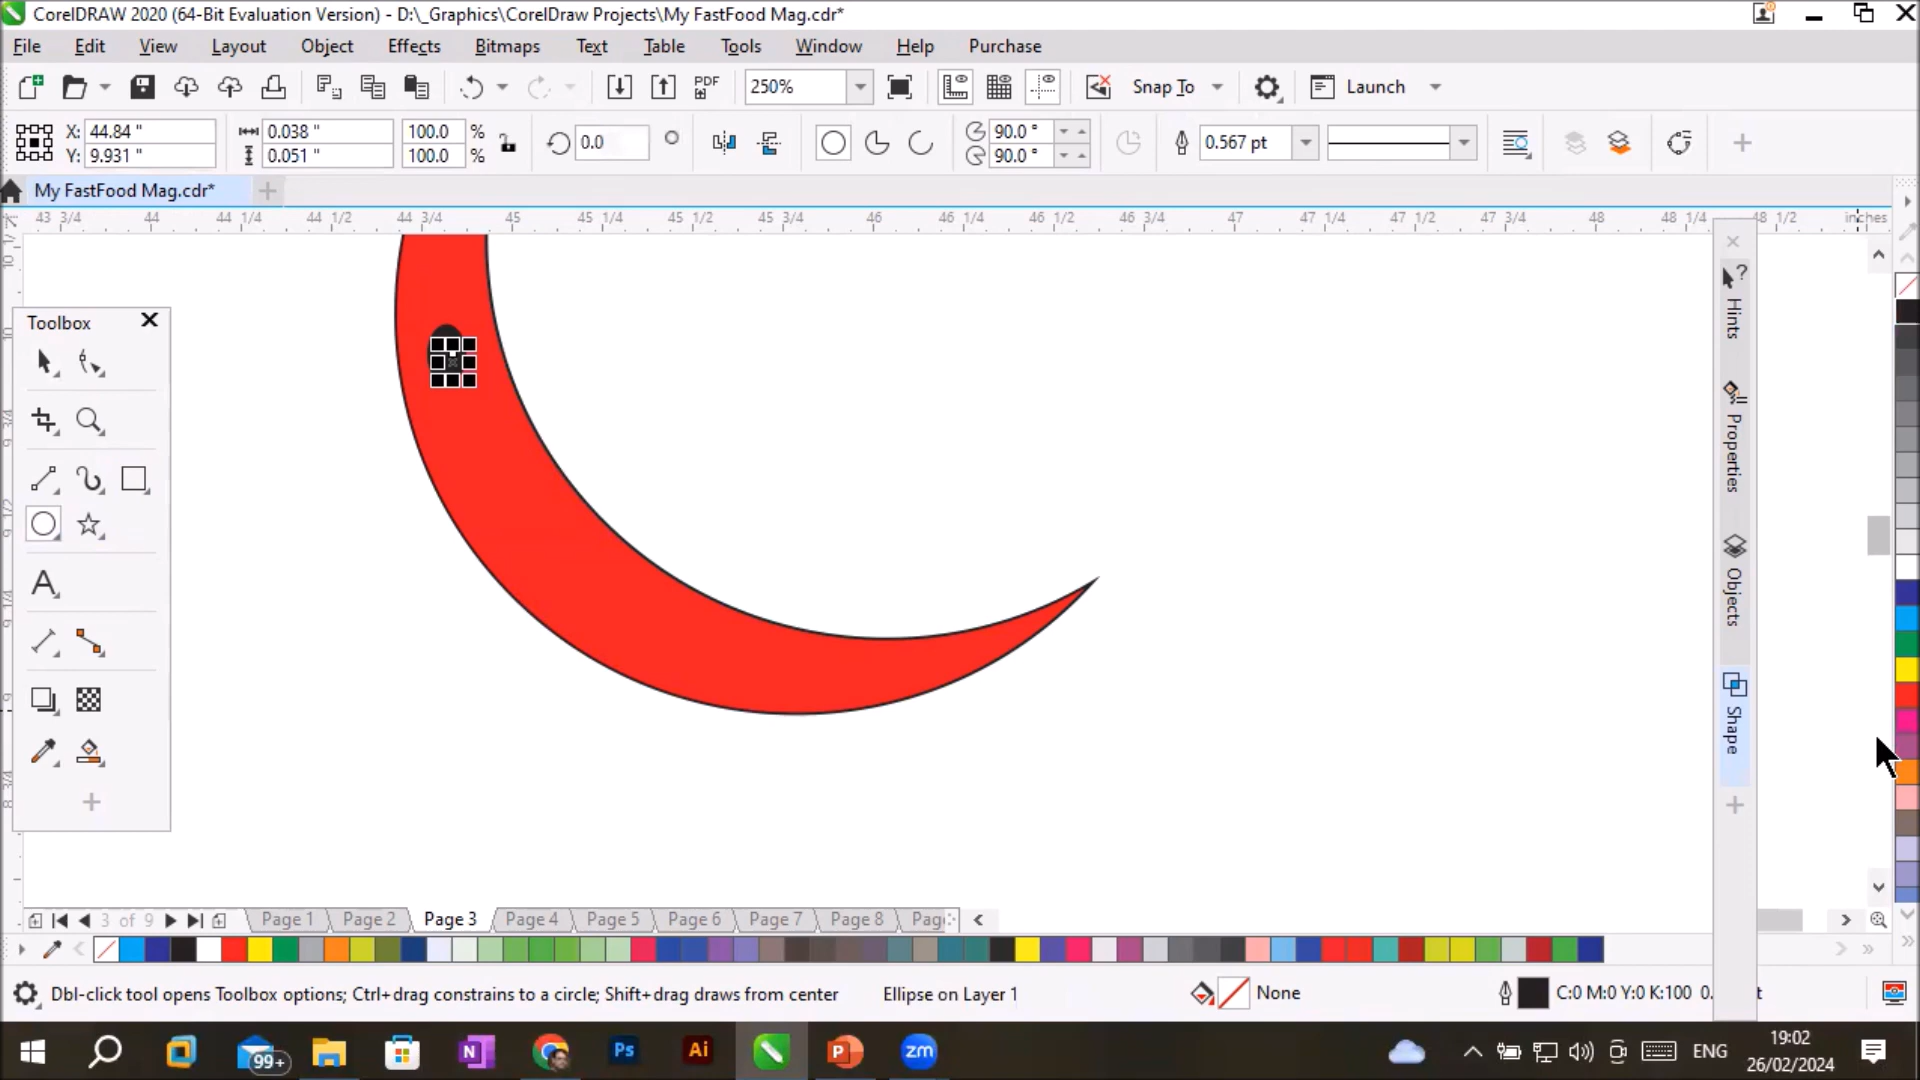 CorelDRAW 2020 (64-Bit Evaluation Version) - D:\_Graphics\CorelDraw Projects\My FastFood Mag.cdr*
File Edit View Layout Object Effects Bitmaps Text Table Tools Window Help Purchase
PDF 250% Snap To Launch
X: 44.84 " 0.038 " 100.0 % 90.0 °
Y: 9.931 " 0.051 " 100.0 % 90.0 °
0.0 0.567 pt
My FastFood Mag.cdr*
43 3/4 44 44 1/4 44 1/2 44 3/4 45 45 1/4 45 1/2 45 3/4 46 46 1/4 46 1/2 46 3/4 47 47 1/4 47 1/2 47 3/4 48 48 1/4 48 1/2 inches
Toolbox
Hints
Properties
Objects
Shape
3 of 9 Page 1 Page 2 Page 3 Page 4 Page 5 Page 6 Page 7 Page 8 Pag
Dbl-click tool opens Toolbox options; Ctrl+drag constrains to a circle; Shift+drag draws from center Ellipse on Layer 1 None C:0 M:0 Y:0 K:100 0. t
99+ N Ps Ai P zm ENG 19:02
26/02/2024